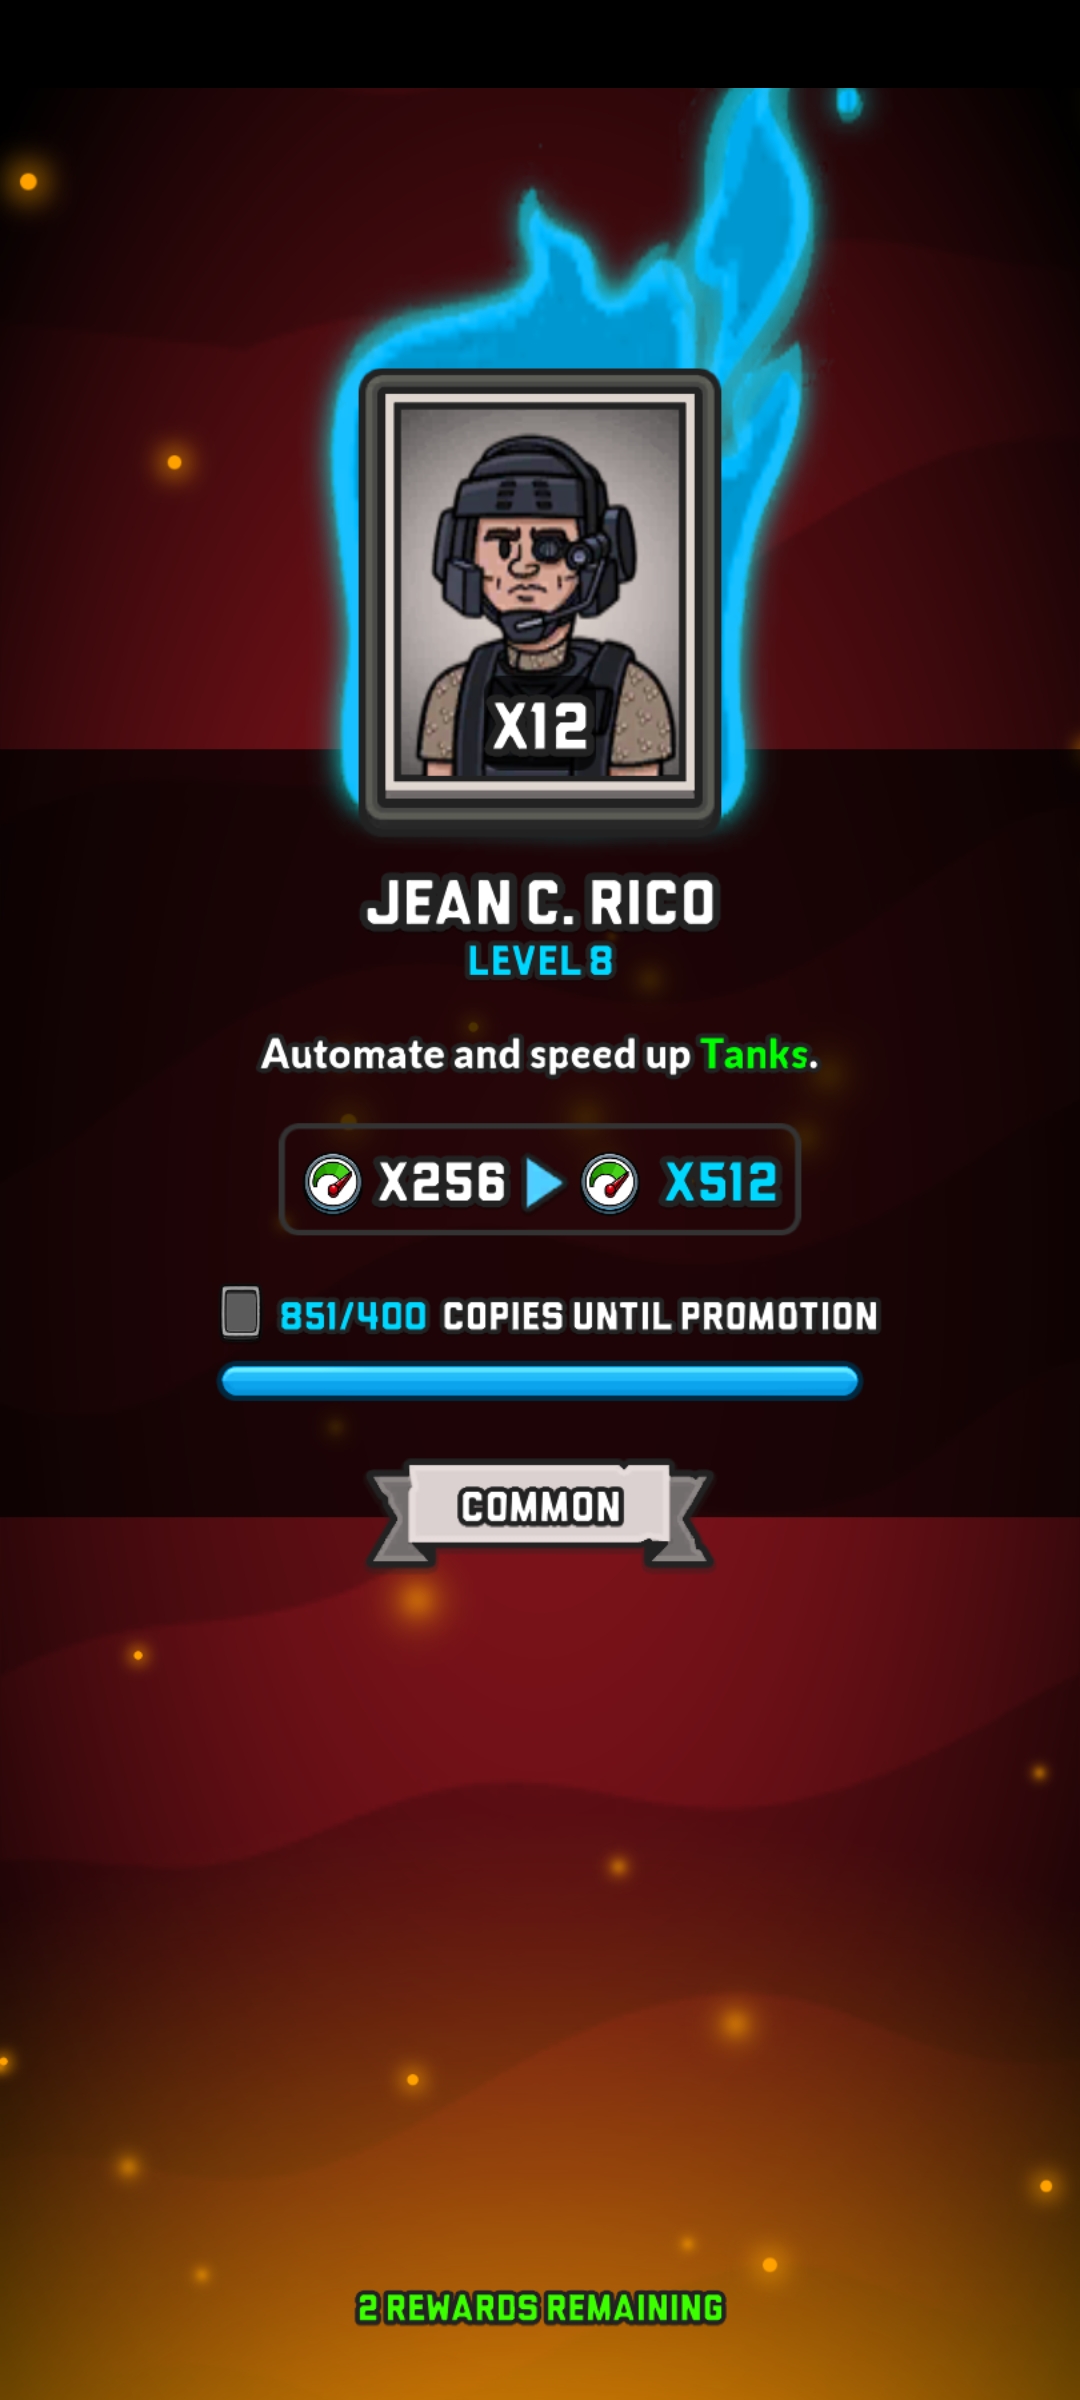 X12
JEAN C. RICO
LEVEL 8
Automate and speed up Tanks.
X256 X512
851/400 COPIES UNTIL PROMOTION
COMMON
2 REWARDS REMAINING